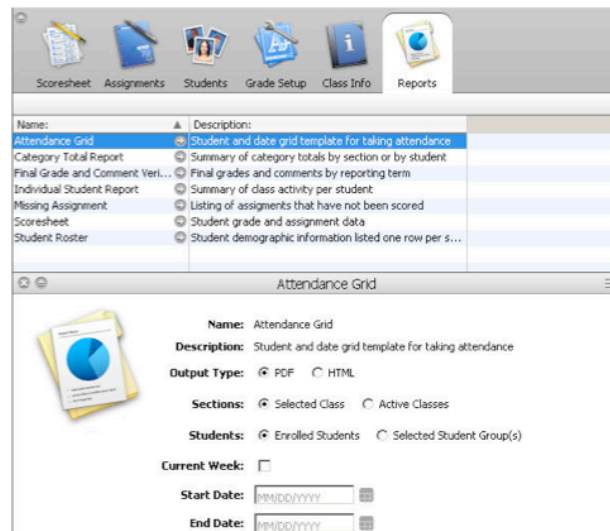 Scoresheet Assignments Students Grade Setup Class Info Reports
Name: Description:
Attendance Grid Student and date grid template for taking attendance
Category Total Report Summary of category totals by section or by student
Final Grade and Comment Veri... Final grades and comments by reporting term
Individual Student Report Summary of class activity per student
Missing Assignment Listing of assigments that have not been scored
Scoresheet Student grade and assignment data
Student Roster Student demographic information listed one row per s...
Attendance Grid
Name: Attendance Grid
Description: Student and date grid template for taking attendance
Output Type: PDF HTML
Sections: Selected Class Active Classes
Students: Enrolled Students Selected Student Group(s)
Current Week:
Start Date: MM/DD/YYYY
End Date: MM/DD/YYYY